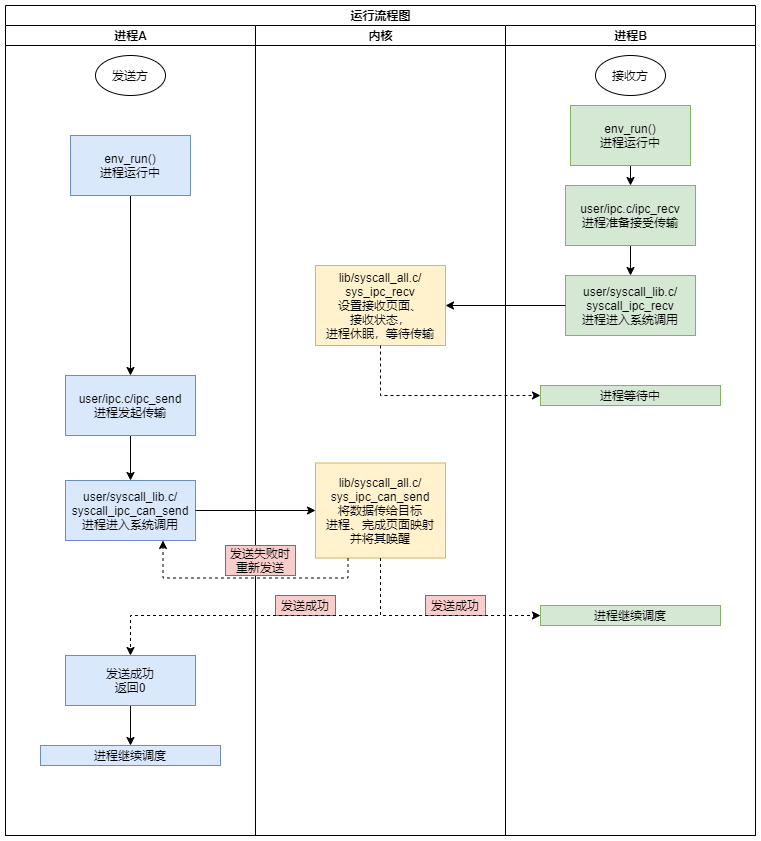 运行流程图
进程A
内核
进程B
发送方
接收方
env_run()
进程运行中
env_run()
进程运行中
user/ipc.c/ipc_recv
进程准备接受传输
lib/syscall_all.c/
sys_ipc_recv
设置接收页面、
接收状态，
进程休眠，等待传输
user/syscall_lib.c/
syscall_ipc_recv
进程进入系统调用
user/ipc.c/ipc_send
进程发起传输
进程等待中
user/syscall_lib.c/
syscall_ipc_can_send
进程进入系统调用
lib/syscall_all.c/
sys_ipc_can_send
将数据传给目标
进程、完成页面映射
并将其唤醒
发送失败时
重新发送
发送成功
发送成功
进程继续调度
发送成功
返回0
进程继续调度